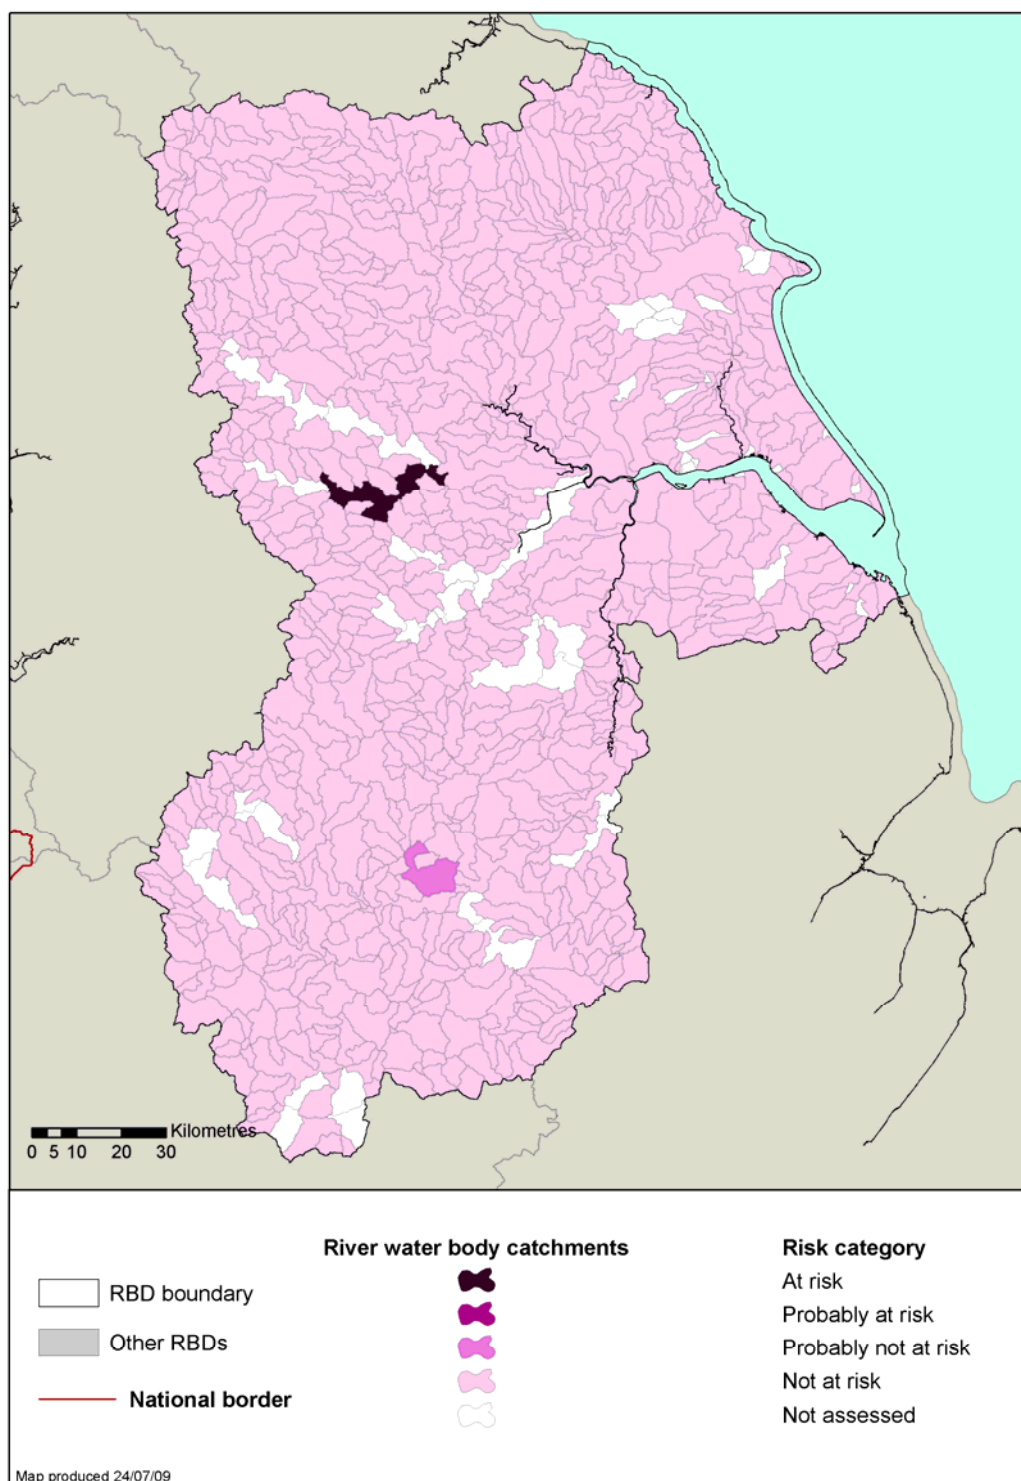 Kilometres
0 5 10 20 30
River water body catchments
Risk category
At risk
RBD boundary
Probably at risk
Other RBDs
Probably not at risk
National border
Not at risk
Not assessed
Map produced 24/07/09